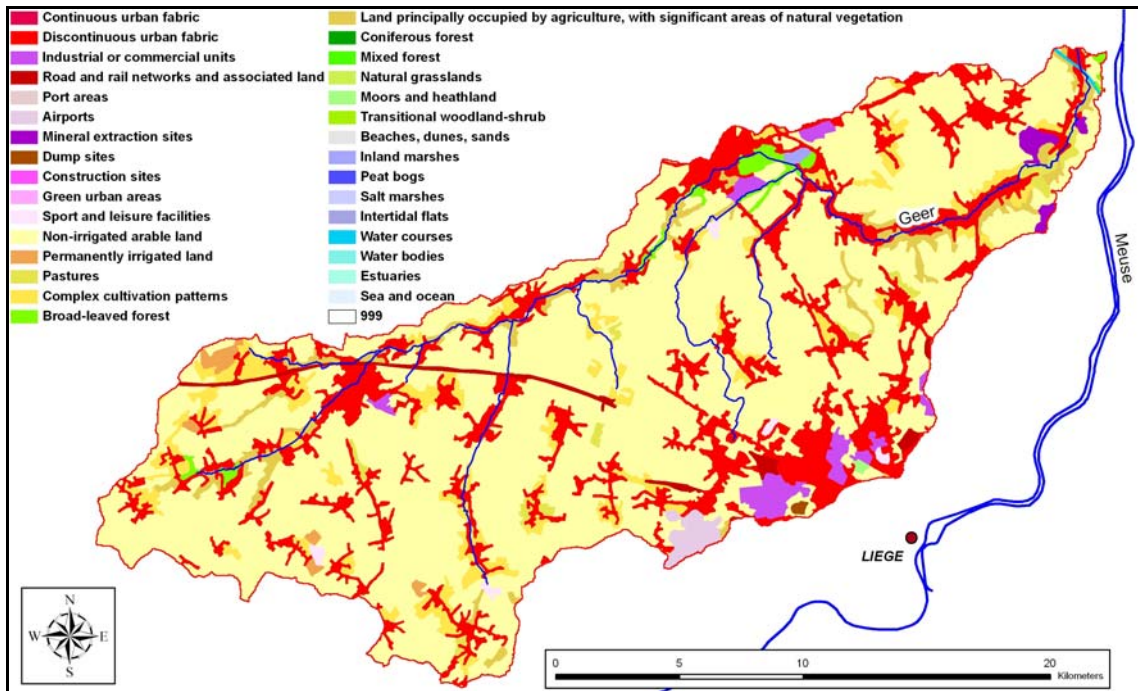 Continuous urban fabric
Discontinuous urban fabric
Industrial or commercial units
Road and rail networks and associated land
Port areas
Airports
Mineral extraction sites
Dump sites
Construction sites
Green urban areas
Sport and leisure facilities
Non-irrigated arable land
Permanently irrigated land
Pastures
Complex cultivation patterns
Broad-leaved forest
Land principally occupied by agriculture, with significant areas of natural vegetation
Coniferous forest
Mixed forest
Natural grasslands
Moors and heathland
Transitional woodland-shrub
Beaches, dunes, sands
Inland marshes
Peat bogs
Salt marshes
Intertidal flats
Water courses
Water bodies
Estuaries
Sea and ocean
999
Geer
Meuse
LIEGE
N
W E
S
0 5 10 20
Kilometers